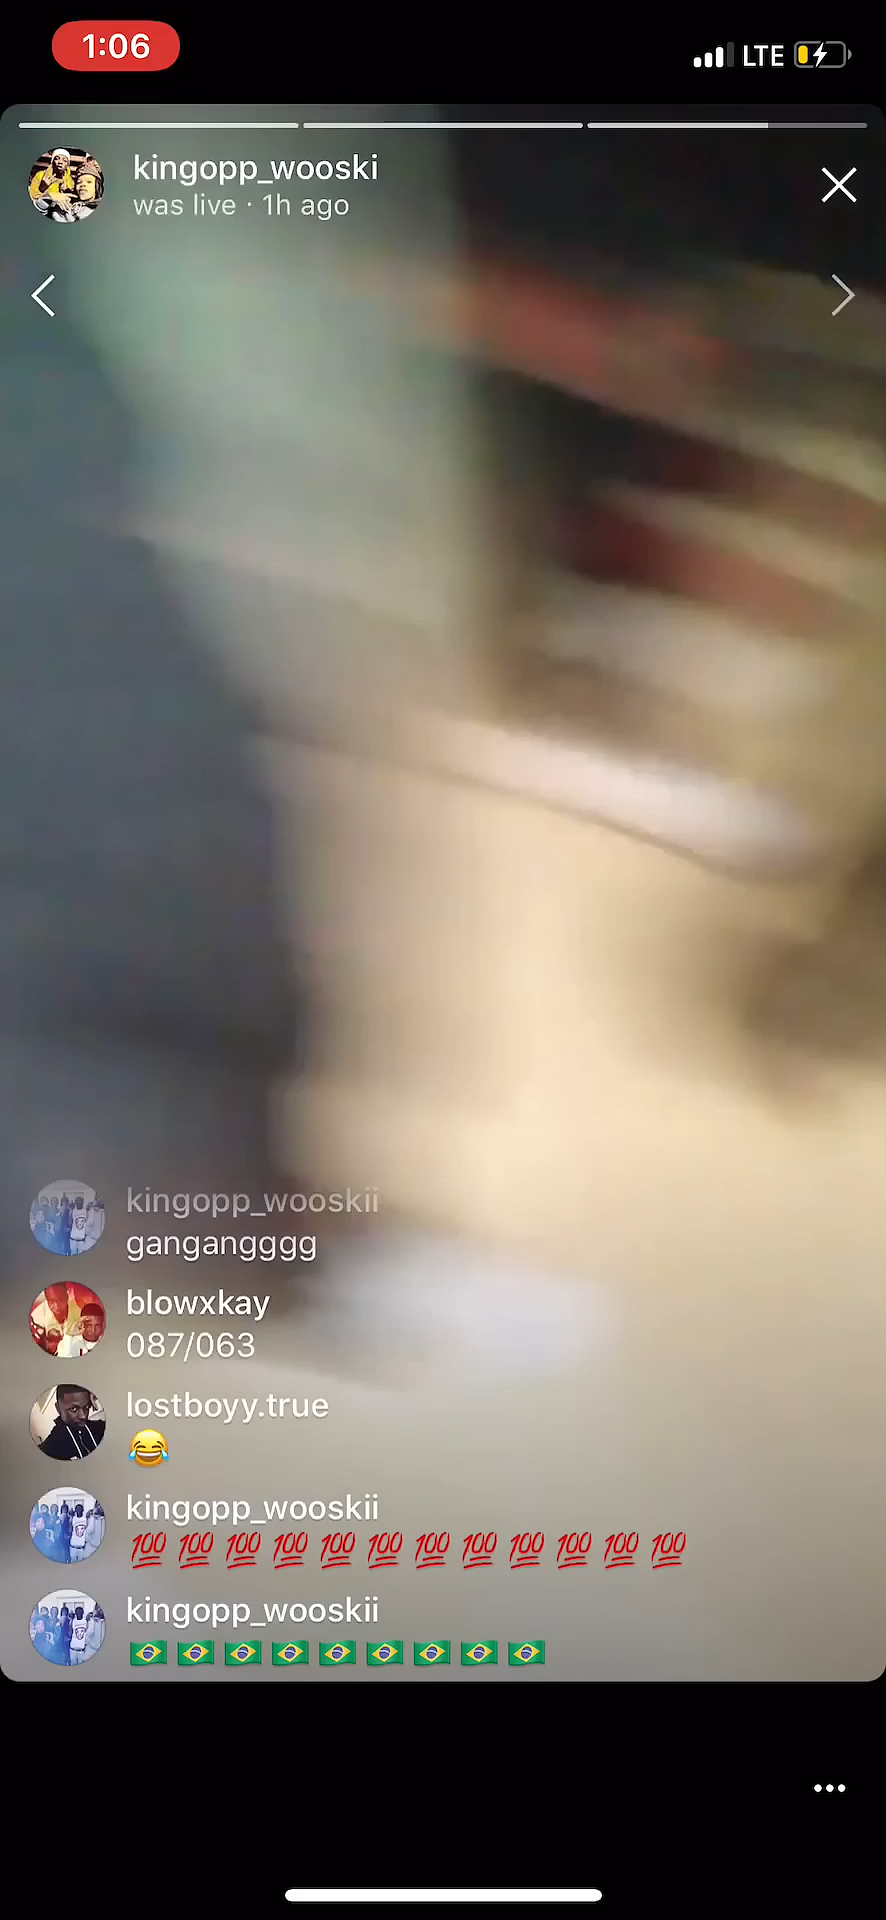 1:06
LTE
kingopp_wooski
was live · 1h ago
kingopp_wooskii
gangangggg
blowxkay
087/063
lostboyy.true
😂
kingopp_wooskii
💯💯💯💯💯💯💯💯💯💯💯💯
kingopp_wooskii
🇧🇷🇧🇷🇧🇷🇧🇷🇧🇷🇧🇷🇧🇷🇧🇷🇧🇷